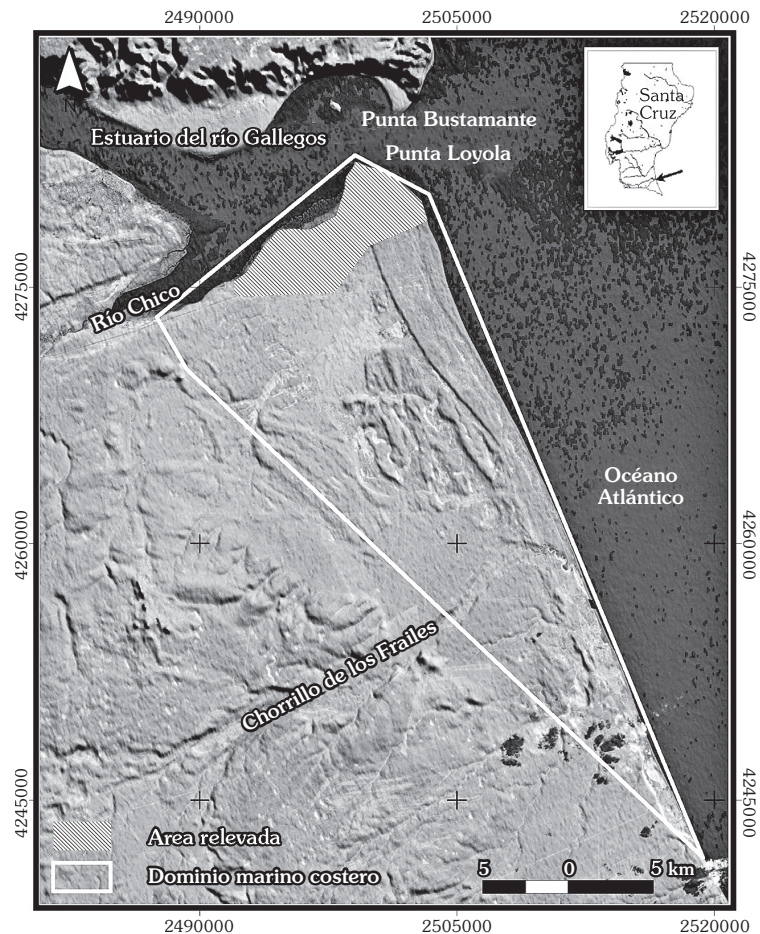 2490000
2505000
2520000
Santa
Cruz
Punta Bustamante
Estuario del río Gallegos
Punta Loyola
4275000
4275000
Río Chico
Océano
Atlántico
4260000
4260000
Chorrillo de los Frailes
4245000
4245000
Area relevada
Dominio marino costero
5 0 5 km
2490000
2505000
2520000